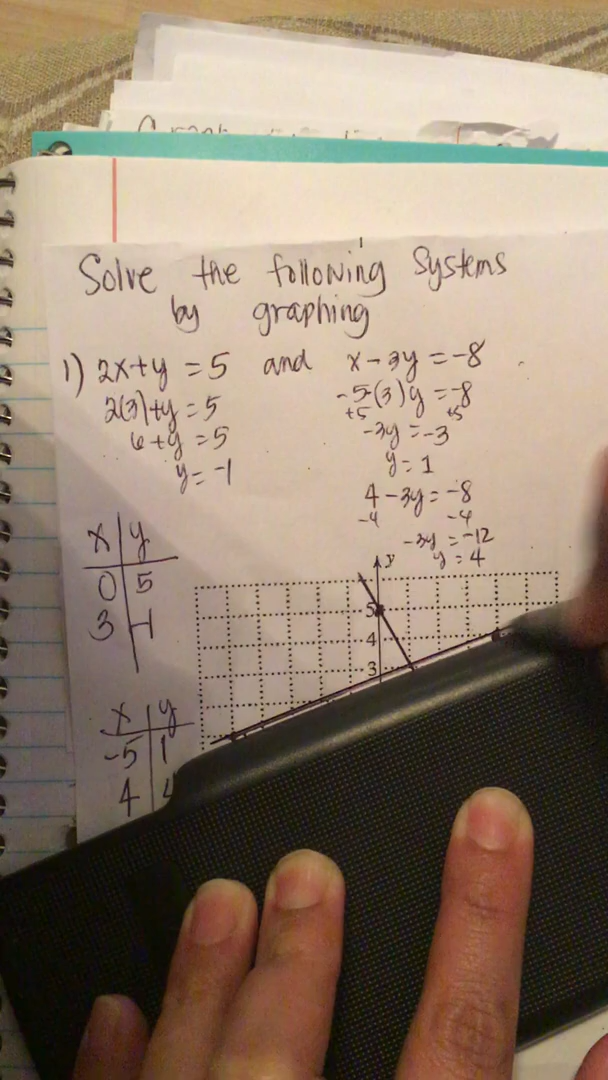 Solve the following Systems
by graphing
1) 2x+y = 5 and x - 3y = -8
2(3)+y = 5
6+y = 5
y = -1
-5-(3)y = -8
+5 +5
-3y = -3
y = 1
4 - 3y = -8
-4 -4
-3y = -12
y = 4
x y
0 5
3 -1
x y
-5 1
4 4
y
5
4
3